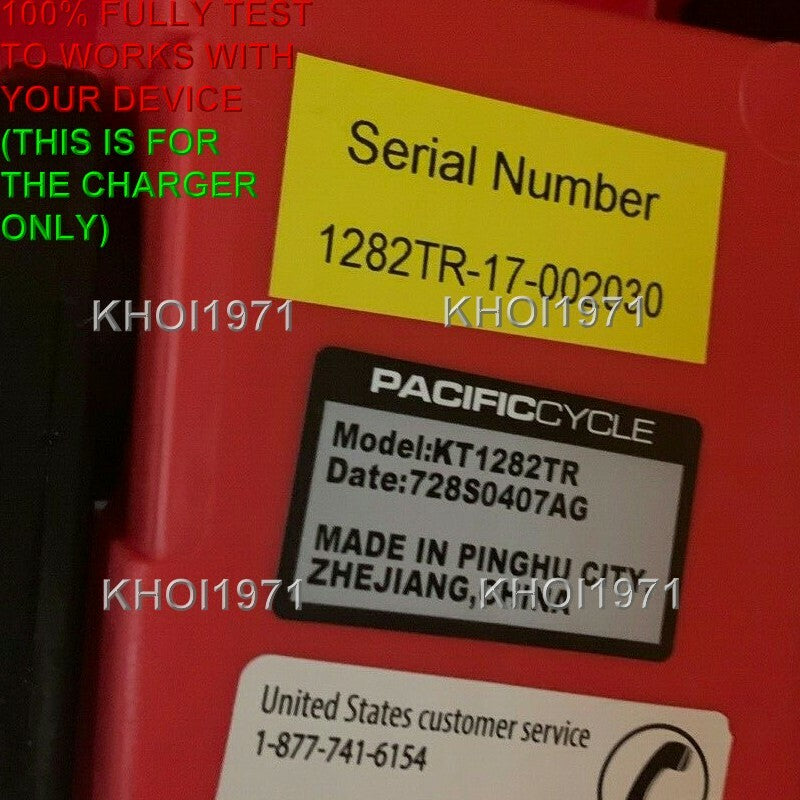 100% FULLY TEST
TO WORKS WITH
YOUR DEVICE
(THIS IS FOR
THE CHARGER
ONLY)
Serial Number
1282TR-17-002030
KHOI1971
KHOI1971
PACIFICCYCLE
Model:KT1282TR
Date:728S0407AG
MADE IN PINGHU CITY
ZHEJIANG,CHINA
KHOI1971
KHOI1971
United States customer service
1-877-741-6154